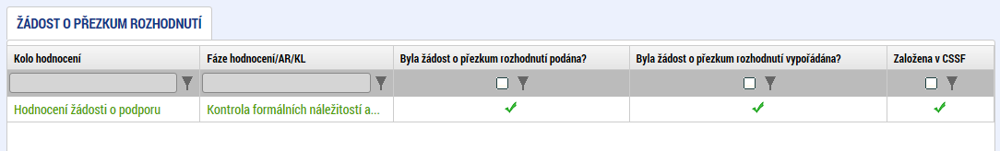 ŽÁDOST O PŘEZKUM ROZHODNUTÍ
Kolo hodnocení Fáze hodnocení/AR/KL Byla žádost o přezkum rozhodnutí podána? Byla žádost o přezkum rozhodnutí vypořádána? Založena v CSSF
Hodnocení žádosti o podporu Kontrola formálních náležitostí a...